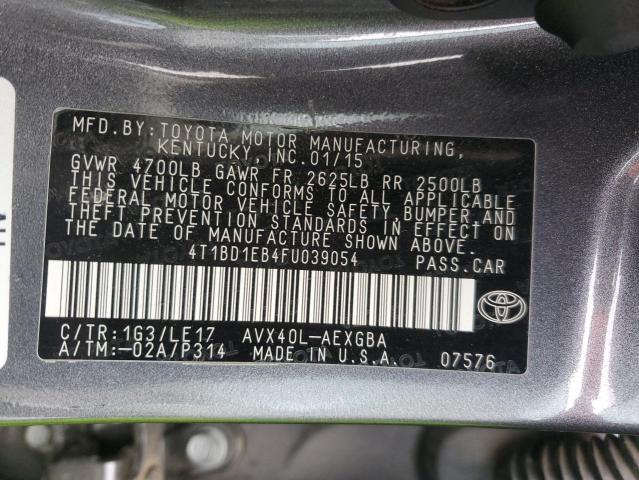 MFD.BY: TOYOTA MOTOR MANUFACTURING,
KENTUCKY, INC. 01/15
GVWR 4700LB GAWR FR 2625LB RR 2500LB
THIS VEHICLE CONFORMS TO ALL APPLICABLE
FEDERAL MOTOR VEHICLE SAFETY, BUMPER, AND
THEFT PREVENTION STANDARDS IN EFFECT ON
THE DATE OF MANUFACTURE SHOWN ABOVE.
4T1BD1EB4FU039054 PASS.CAR
C/TR:1G3/LE17 AVX40L-AEXGBA
A/TM:-02A/P314 MADE IN U.S.A. 07576